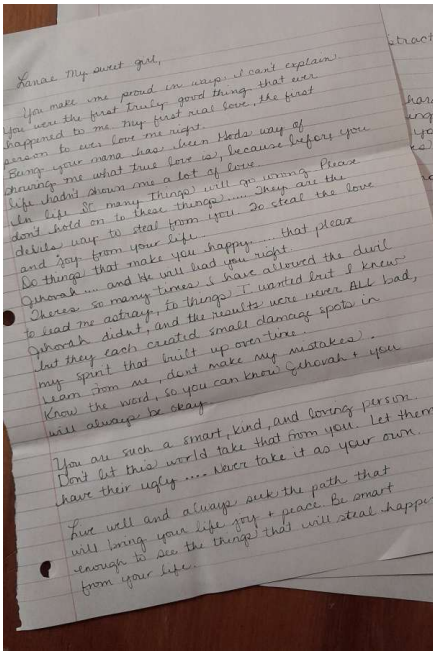 Lanae My sweet girl,
You make me proud in ways I can't explain!
You were the first truly good thing that ever
happened to me. My first real love, the first
person to ever love me right.
Being your mama has been Gods way of
showing me what true love is, because before you
life hadn't shown me a lot of love.
In life SO many Things will go wrong. Please
don't hold on to these things..... They are the
devils way to steal from you. To steal the love
and joy from your life.
Do things that make you happy..... that please
Jehovah.... and He will lead you right.
Theres so many times I have allowed the devil
to lead me astray, to things I wanted but I knew
Jehovah didnt, and the results were never ALL bad,
but they each created small damage spots in
my spirit that built up over time.
Learn from me, dont make my mistakes.
Know the word, so you can know Jehovah + you
will always be okay.
You are such a smart, kind, and loving person.
Don't let this world take that from you. Let them
have their ugly .... Never take it as your own.
Live well and always seek the path that
will bring your life joy + peace. Be smart
enough to see the things that will steal happi
from your life.